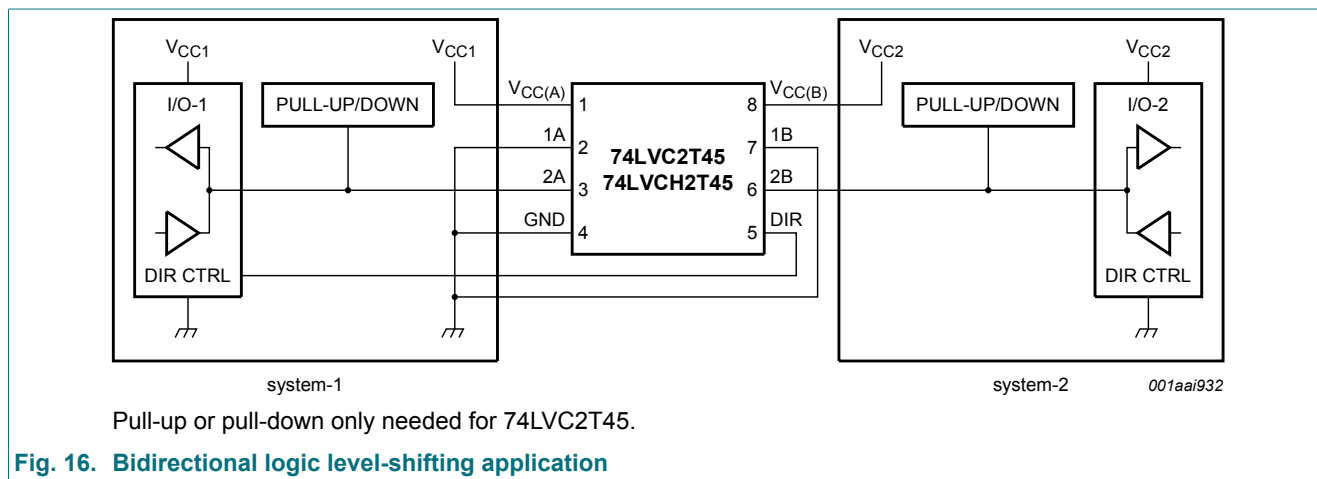 VCC1
VCC1
VCC2
VCC2
I/O-1
PULL-UP/DOWN
VCC(A)
1
8
VCC(B)
PULL-UP/DOWN
I/O-2
1A
2
74LVC2T45
7
1B
2A
3
74LVCH2T45
6
2B
GND
4
5
DIR
DIR CTRL
DIR CTRL
system-1
system-2
001aai932
Pull-up or pull-down only needed for 74LVC2T45.
Fig. 16. Bidirectional logic level-shifting application